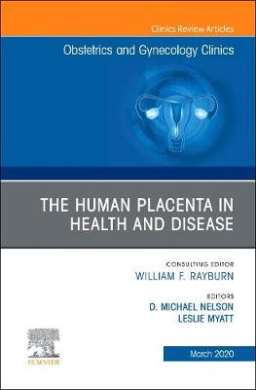 Clinics Review Articles
Obstetrics and Gynecology Clinics
THE HUMAN PLACENTA IN
HEALTH AND DISEASE
CONSULTING EDITOR
WILLIAM F. RAYBURN
EDITORS
D. MICHAEL NELSON
LESLIE MYATT
ELSEVIER
March 2020